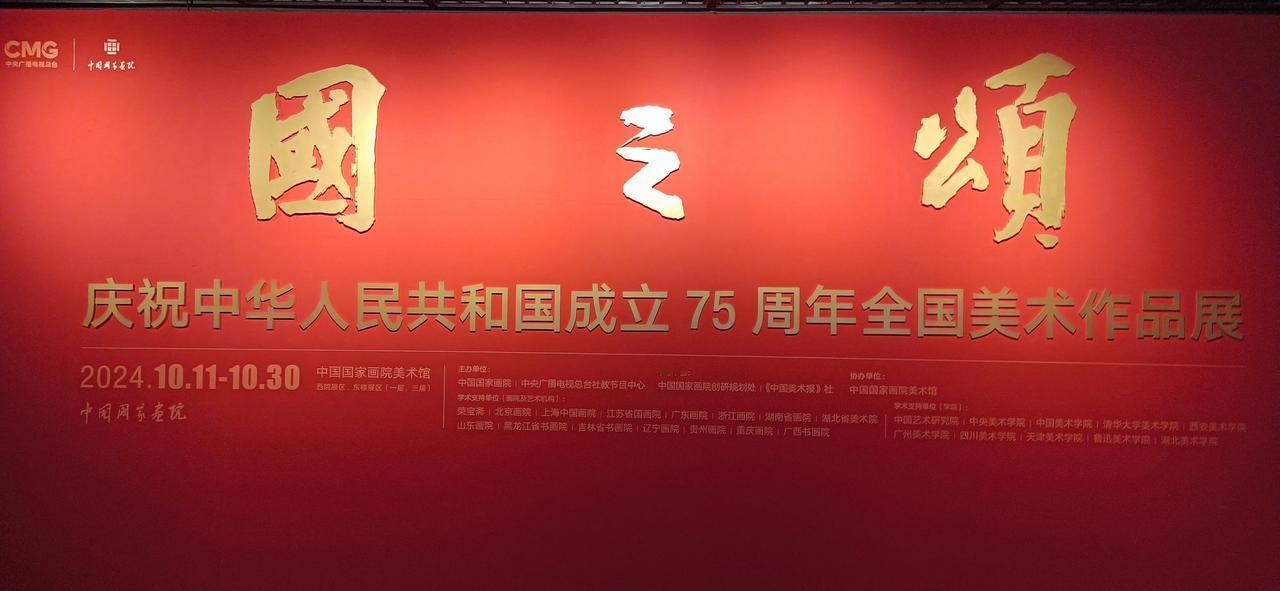 CMG
中央广播电视总台
中国国家画院
國之頌
庆祝中华人民共和国成立75周年全国美术作品展
2024.10.11-10.30
中国国家画院美术馆
西院展区、东楼展区(一层、三层)
中国国家画院
主办单位:
中国国家画院 | 中央广播电视总台社教节目中心
中国国家画院创研规划处 | 《中国美术报》社
协办单位:
中国国家画院美术馆
学术支持单位(画院及艺术机构):
荣宝斋 | 北京画院 | 上海中国画院 | 江苏省国画院 | 广东画院 | 浙江画院 | 湖南省画院 | 湖北省美术院
山东画院 | 黑龙江省书画院 | 吉林省书画院 | 辽宁画院 | 贵州画院 | 重庆画院 | 广西书画院
学术支持单位(学院):
中国艺术研究院 | 中央美术学院 | 中国美术学院 | 清华大学美术学院 | 西安美术学院
广州美术学院 | 四川美术学院 | 天津美术学院 | 鲁迅美术学院 | 湖北美术学院